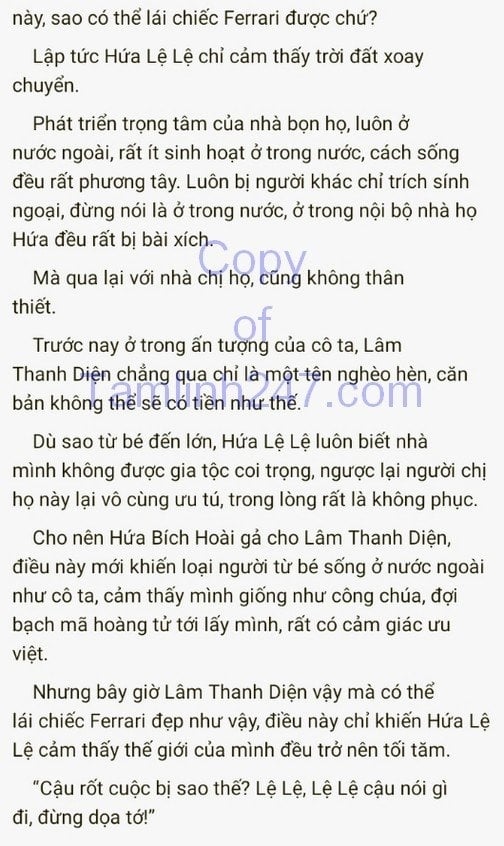 này, sao có thể lái chiếc Ferrari được chứ?
Lập tức Hứa Lệ Lệ chỉ cảm thấy trời đất xoay
chuyển.
Phát triển trọng tâm của nhà bọn họ, luôn ở
nước ngoài, rất ít sinh hoạt ở trong nước, cách sống
đều rất phương tây. Luôn bị người khác chỉ trích sính
ngoại, đừng nói là ở trong nước, ở trong nội bộ nhà họ
Hứa đều rất bị bài xích.
Copy
Mà qua lại với nhà chị họ, cũng không thân
thiết.
of
Trước nay ở trong ấn tượng của cô ta, Lâm
Thanh Diện chẳng qua chỉ là một tên nghèo hèn, căn
Tamlinh247.com
bản không thể sẽ có tiền như thế.
Dù sao từ bé đến lớn, Hứa Lệ Lệ luôn biết nhà
mình không được gia tộc coi trọng, ngược lại người chị
họ này lại vô cùng ưu tú, trong lòng rất là không phục.
Cho nên Hứa Bích Hoài gả cho Lâm Thanh Diện,
điều này mới khiến loại người từ bé sống ở nước ngoài
như cô ta, cảm thấy mình giống như công chúa, đợi
bạch mã hoàng tử tới lấy mình, rất có cảm giác ưu
việt.
Nhưng bây giờ Lâm Thanh Diện vậy mà có thể
lái chiếc Ferrari đẹp như vậy, điều này chỉ khiến Hứa Lệ
Lệ cảm thấy thế giới của mình đều trở nên tối tăm.
“Cậu rốt cuộc bị sao thế? Lệ Lệ, Lệ Lệ cậu nói gì
đi, đừng dọa tớ!”